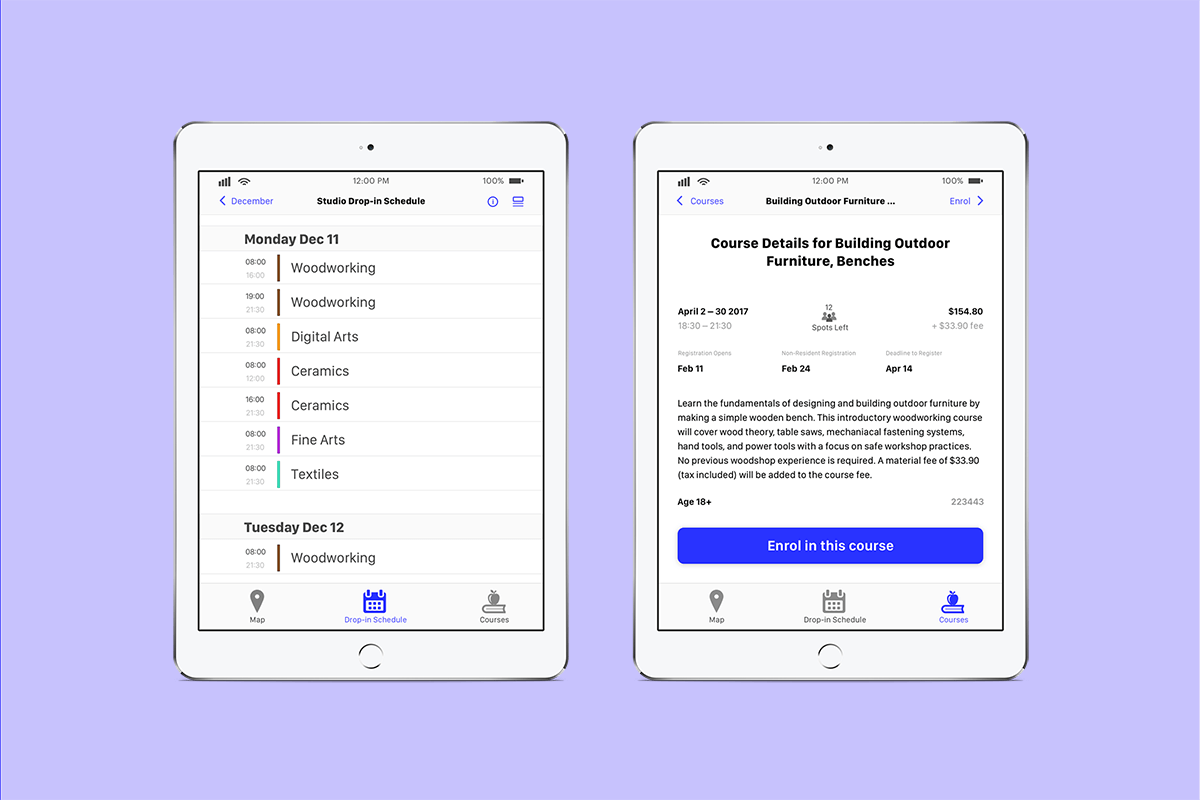 12:00 PM
100%
December
Studio Drop-in Schedule
Monday Dec 11
08:00
16:00
Woodworking
19:00
21:30
Woodworking
08:00
21:30
Digital Arts
08:00
12:00
Ceramics
16:00
21:30
Ceramics
08:00
21:30
Fine Arts
08:00
21:30
Textiles
Tuesday Dec 12
08:00
21:30
Woodworking
Map
Drop-in Schedule
Courses
12:00 PM
100%
Courses
Building Outdoor Furniture ...
Enrol
Course Details for Building Outdoor
Furniture, Benches
April 2 – 30 2017
18:30 – 21:30
12
Spots Left
$154.80
+ $33.90 fee
Registration Opens
Feb 11
Non-Resident Registration
Feb 24
Deadline to Register
Apr 14
Learn the fundamentals of designing and building outdoor furniture by
making a simple wooden bench. This introductory woodworking course
will cover wood theory, table saws, mechaniacal fastening systems,
hand tools, and power tools with a focus on safe workshop practices.
No previous woodshop experience is required. A material fee of $33.90
(tax included) will be added to the course fee.
Age 18+
223443
Enrol in this course
Map
Drop-in Schedule
Courses